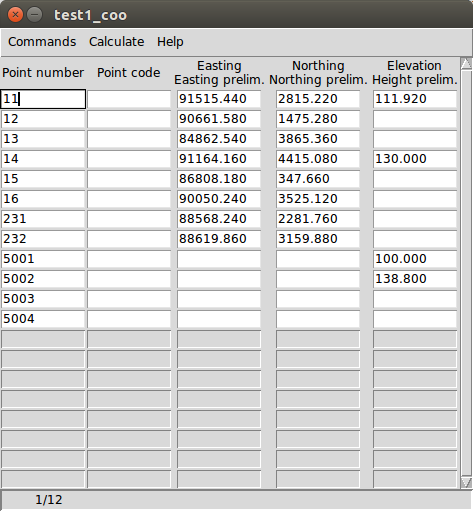 test1_coo
Commands Calculate Help
Point number Point code Easting Easting prelim. Northing Northing prelim. Elevation Height prelim.
11 91515.440 2815.220 111.920
12 90661.580 1475.280
13 84862.540 3865.360
14 91164.160 4415.080 130.000
15 86808.180 347.660
16 90050.240 3525.120
231 88568.240 2281.760
232 88619.860 3159.880
5001 100.000
5002 138.800
5003
5004
1/12